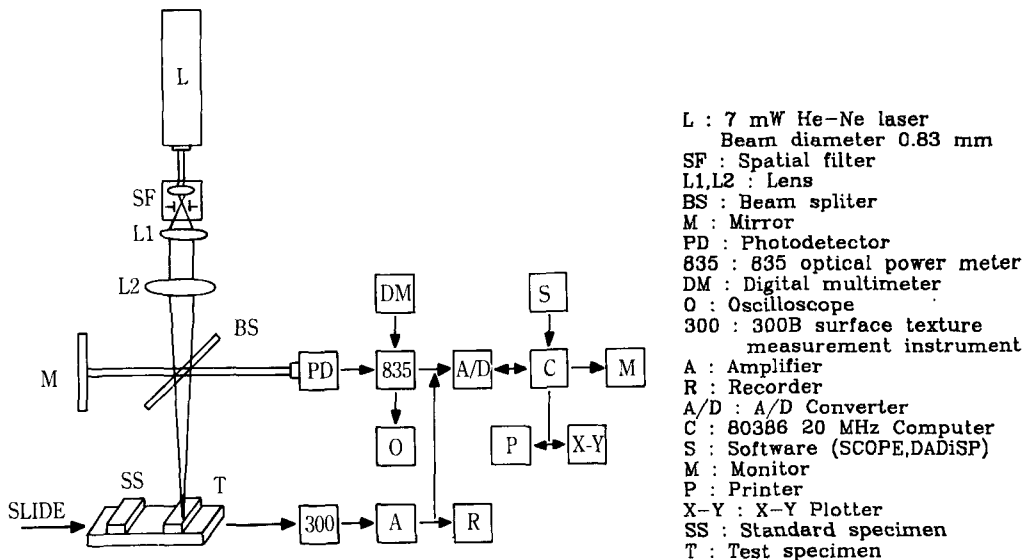 L
SF
L1
L2
BS
M
DM
S
PD
835
A/D
C
M
O
P
X-Y
SS
T
SLIDE
300
A
R
L : 7 mW He-Ne laser
Beam diameter 0.83 mm
SF : Spatial filter
L1,L2 : Lens
BS : Beam spliter
M : Mirror
PD : Photodetector
835 : 835 optical power meter
DM : Digital multimeter
O : Oscilloscope
300 : 300B surface texture
measurement instrument
A : Amplifier
R : Recorder
A/D : A/D Converter
C : 80386 20 MHz Computer
S : Software (SCOPE,DADiSP)
M : Monitor
P : Printer
X-Y : X-Y Plotter
SS : Standard specimen
T : Test specimen